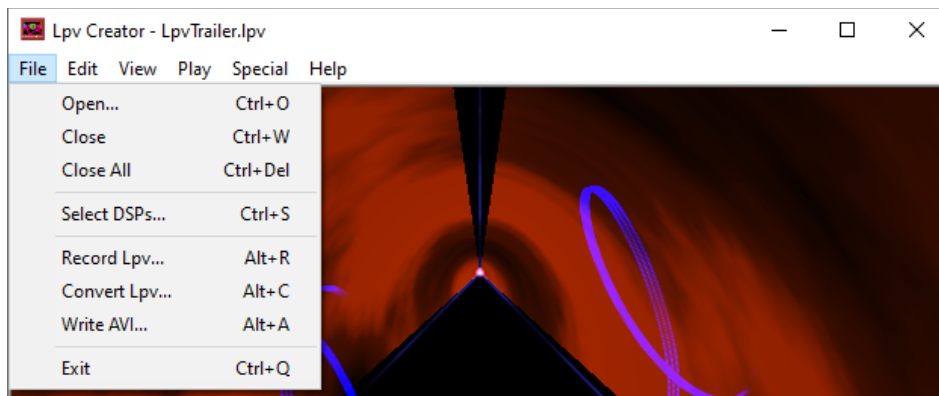 Lpv Creator - LpvTrailer.lpv
File Edit View Play Special Help
Open... Ctrl+O
Close Ctrl+W
Close All Ctrl+Del
Select DSPs... Ctrl+S
Record Lpv... Alt+R
Convert Lpv... Alt+C
Write AVI... Alt+A
Exit Ctrl+Q